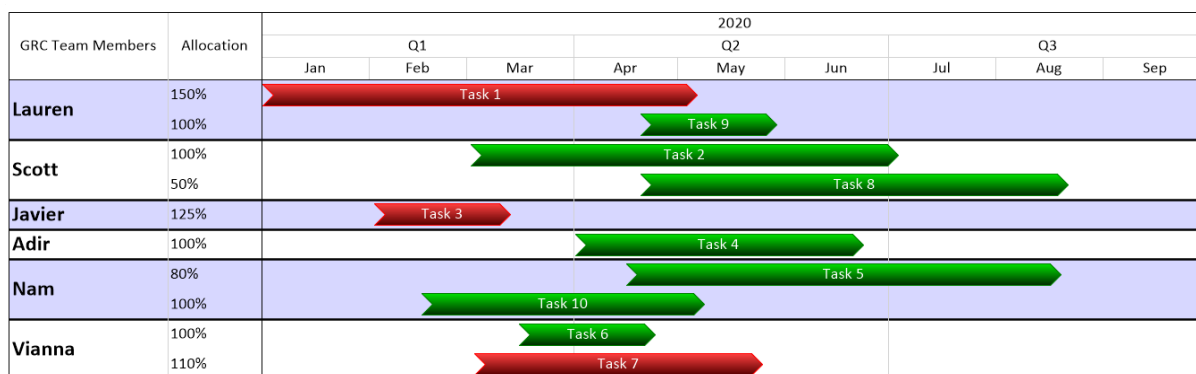 2020
GRC Team Members Allocation Q1 Q2 Q3
Jan Feb Mar Apr May Jun Jul Aug Sep
Lauren
150% Task 1
100% Task 9
Scott
100% Task 2
50% Task 8
Javier 125% Task 3
Adir 100% Task 4
Nam
80% Task 5
100% Task 10
Vianna
100% Task 6
110% Task 7